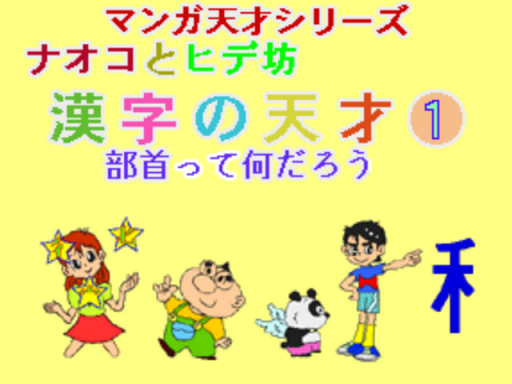 マンガ天才シリーズ
ナオコとヒデ坊
漢字の天才①
部首って何だろう
禾